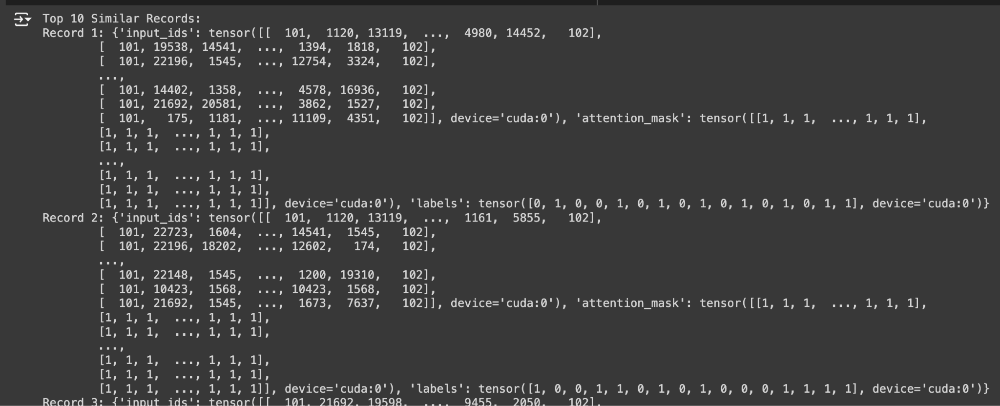 Top 10 Similar Records:
Record 1: {'input_ids': tensor([[  101,  1120, 13119,  ...,  4980, 14452,   102],
[  101, 19538, 14541,  ...,  1394,  1818,   102],
[  101, 22196,  1545,  ..., 12754,  3324,   102],
...,
[  101, 14402,  1358,  ...,  4578, 16936,   102],
[  101, 21692, 20581,  ...,  3862,  1527,   102],
[  101,   175,  1181,  ..., 11109,  4351,   102]], device='cuda:0'), 'attention_mask': tensor([[1, 1, 1,  ..., 1, 1, 1],
[1, 1, 1,  ..., 1, 1, 1],
[1, 1, 1,  ..., 1, 1, 1],
...,
[1, 1, 1,  ..., 1, 1, 1],
[1, 1, 1,  ..., 1, 1, 1],
[1, 1, 1,  ..., 1, 1, 1]], device='cuda:0'), 'labels': tensor([0, 1, 0, 0, 1, 0, 1, 0, 1, 0, 1, 0, 1, 0, 1, 1], device='cuda:0')}
Record 2: {'input_ids': tensor([[  101,  1120, 13119,  ...,  1161,  5855,   102],
[  101, 22723,  1604,  ..., 14541,  1545,   102],
[  101, 22196, 18202,  ..., 12602,   174,   102],
...,
[  101, 22148,  1545,  ...,  1200, 19310,   102],
[  101, 10423,  1568,  ..., 10423,  1568,   102],
[  101, 21692,  1545,  ...,  1673,  7637,   102]], device='cuda:0'), 'attention_mask': tensor([[1, 1, 1,  ..., 1, 1, 1],
[1, 1, 1,  ..., 1, 1, 1],
[1, 1, 1,  ..., 1, 1, 1],
...,
[1, 1, 1,  ..., 1, 1, 1],
[1, 1, 1,  ..., 1, 1, 1],
[1, 1, 1,  ..., 1, 1, 1]], device='cuda:0'), 'labels': tensor([1, 0, 0, 1, 1, 0, 1, 0, 1, 0, 0, 0, 1, 1, 1, 1], device='cuda:0')}
Record 3: {'input_ids': tensor([[  101, 21692, 19598,  ...,  9455,  2050,   102],